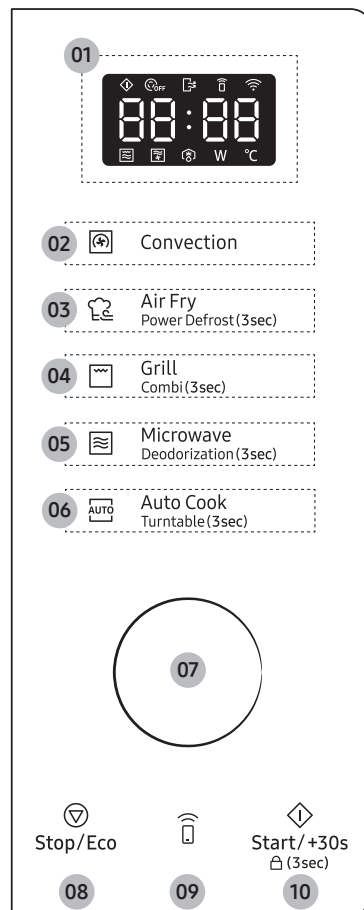 01
OFF
88:88
W °C
02 Convection
03 Air Fry
Power Defrost (3sec)
04 Grill
Combi (3sec)
05 Microwave
Deodorization (3sec)
06 AUTO Auto Cook
Turntable (3sec)
07
Stop/Eco Start/+30s
(3sec)
08 09 10